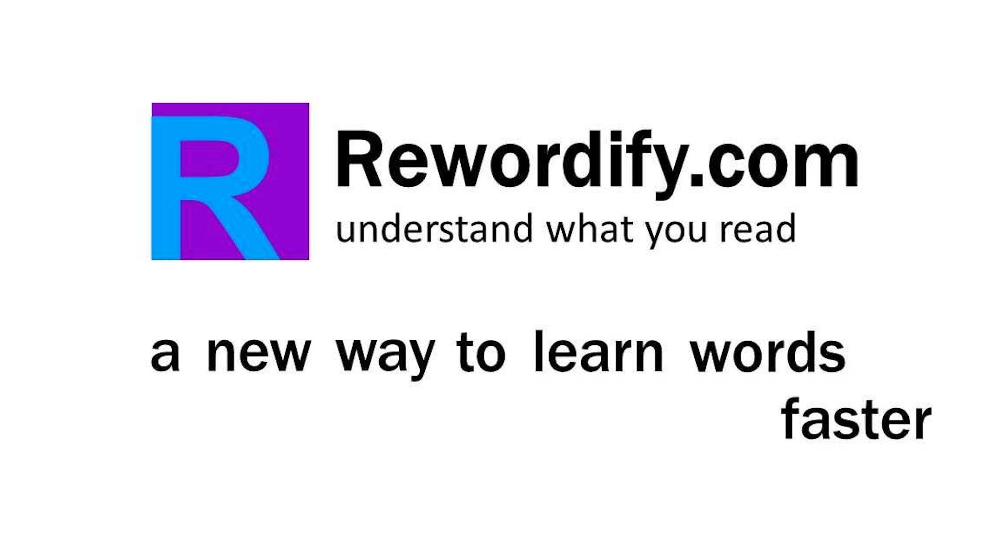 R
Rewordify.com
understand what you read
a new way to learn words
faster